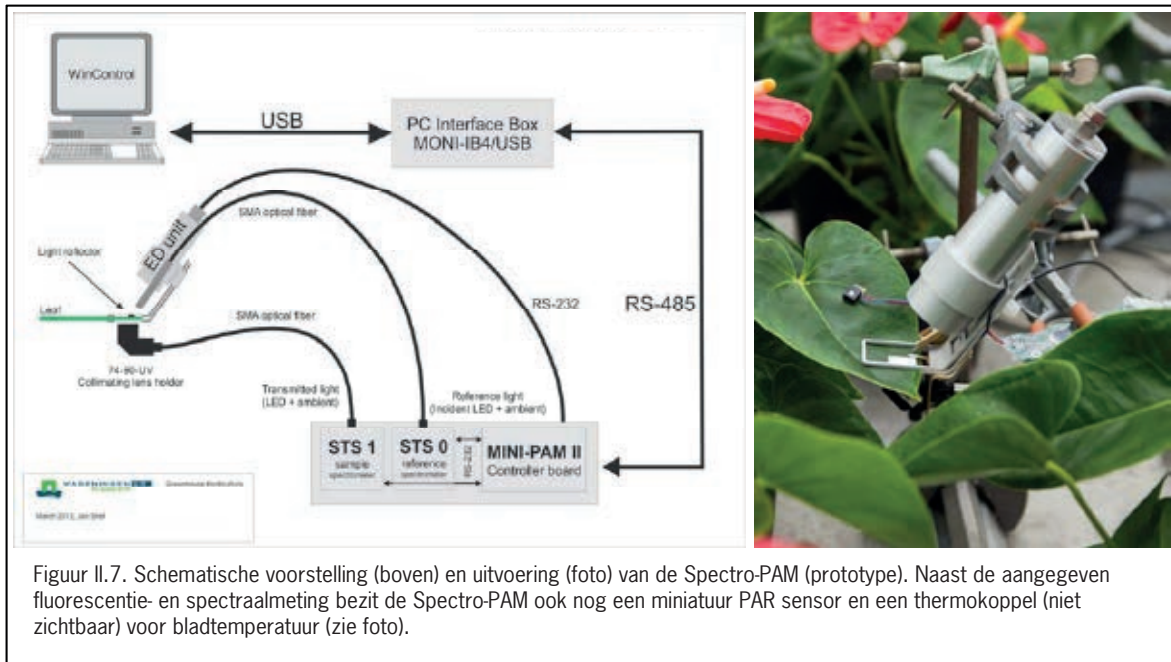 WinControl
USB
PC Interface Box
MONI-IB4/USB
SMA optical fiber
ED unit
Light reflector
Leaf
RS-232
RS-485
SMA optical fiber
74-90-UV
Collimating lens holder
Transmitted light
(LED + ambient)
Reference light
(Incident LED + ambient)
STS 1
sample
spectrometer
STS 0
reference
spectrometer
RS-232
MINI-PAM II
Controller board
WAGENINGEN UR
Greenhouse Horticulture
March 2013, Jan Snel
Figuur II.7. Schematische voorstelling (boven) en uitvoering (foto) van de Spectro-PAM (prototype). Naast de aangegeven
fluorescentie- en spectraalmeting bezit de Spectro-PAM ook nog een miniatuur PAR sensor en een thermokoppel (niet
zichtbaar) voor bladtemperatuur (zie foto).